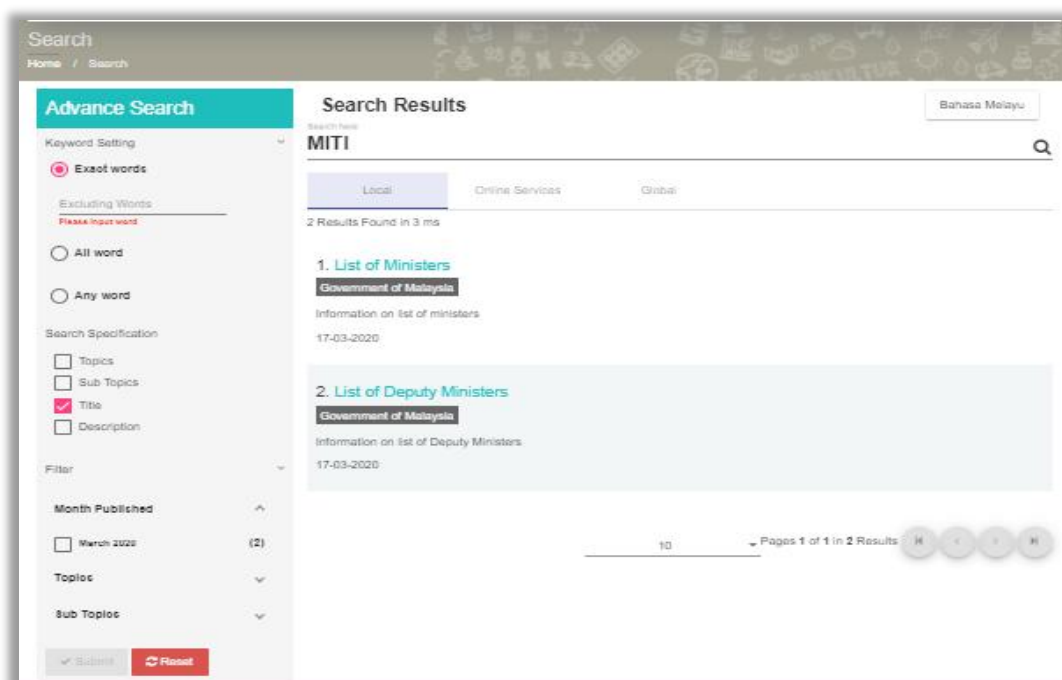 Search
Home / Search
AGRIKULTUR
Advance Search
Keyword Setting
Exact words
Excluding Words
Please input word
All word
Any word
Search Specification
Topics
Sub Topics
Title
Description
Filter
Month Published
March 2020 (2)
Topics
Sub Topics
Submit Reset
Search Results
Bahasa Melayu
Search here
MITI
Local Online Services Global
2 Results Found in 3 ms
1. List of Ministers
Government of Malaysia
Information on list of ministers
17-03-2020
2. List of Deputy Ministers
Government of Malaysia
Information on list of Deputy Ministers
17-03-2020
10 Pages 1 of 1 in 2 Results